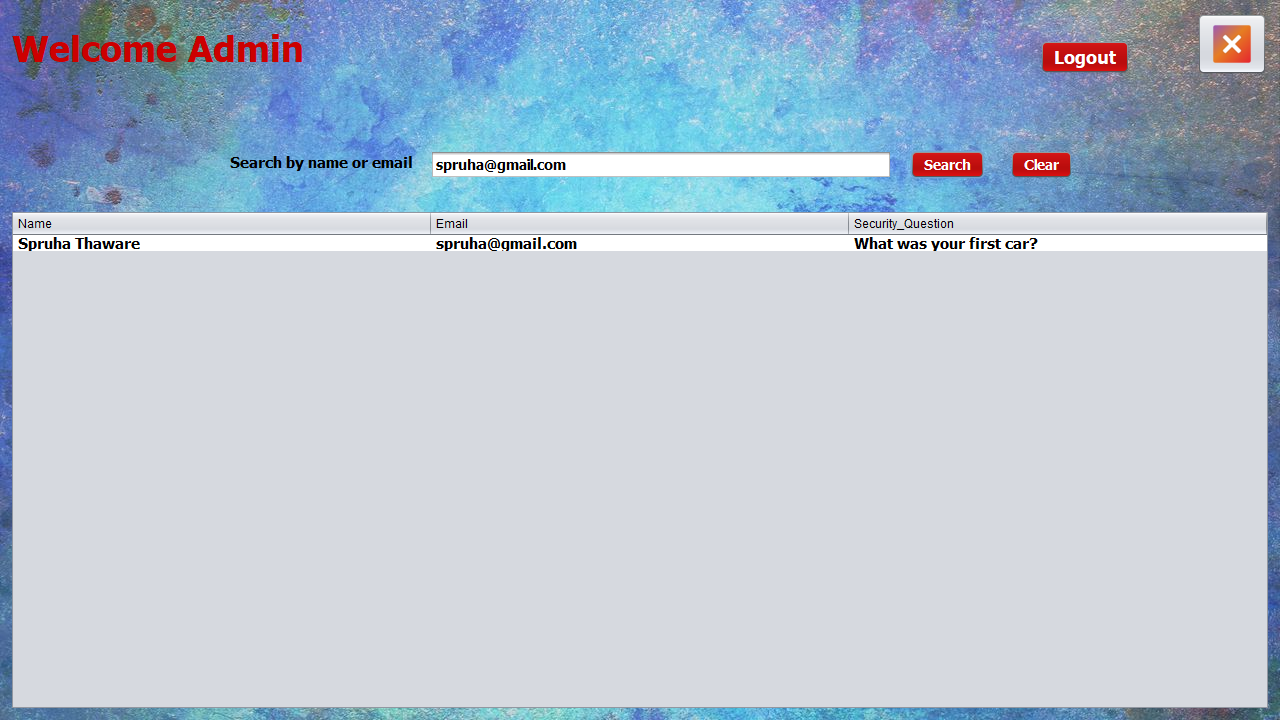 Welcome Admin
Logout
Search by name or email
spruha@gmail.com
Search
Clear
Name Email Security_Question
Spruha Thaware spruha@gmail.com What was your first car?